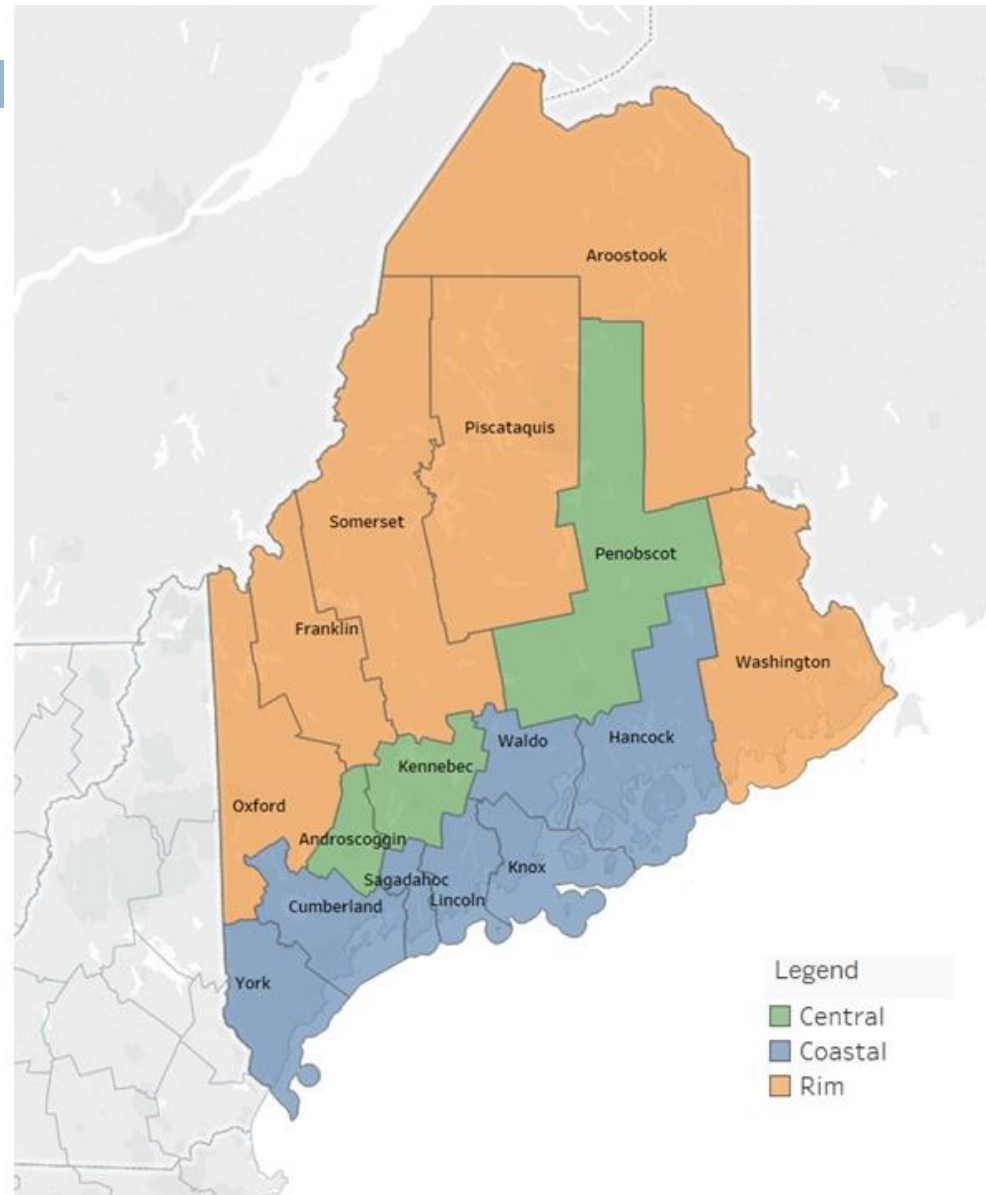 Aroostook
Piscataquis
Somerset
Penobscot
Franklin
Washington
Waldo
Hancock
Kennebec
Oxford
Androscoggin
Knox
Sagadahoc
Lincoln
Cumberland
York
Legend
Central
Coastal
Rim